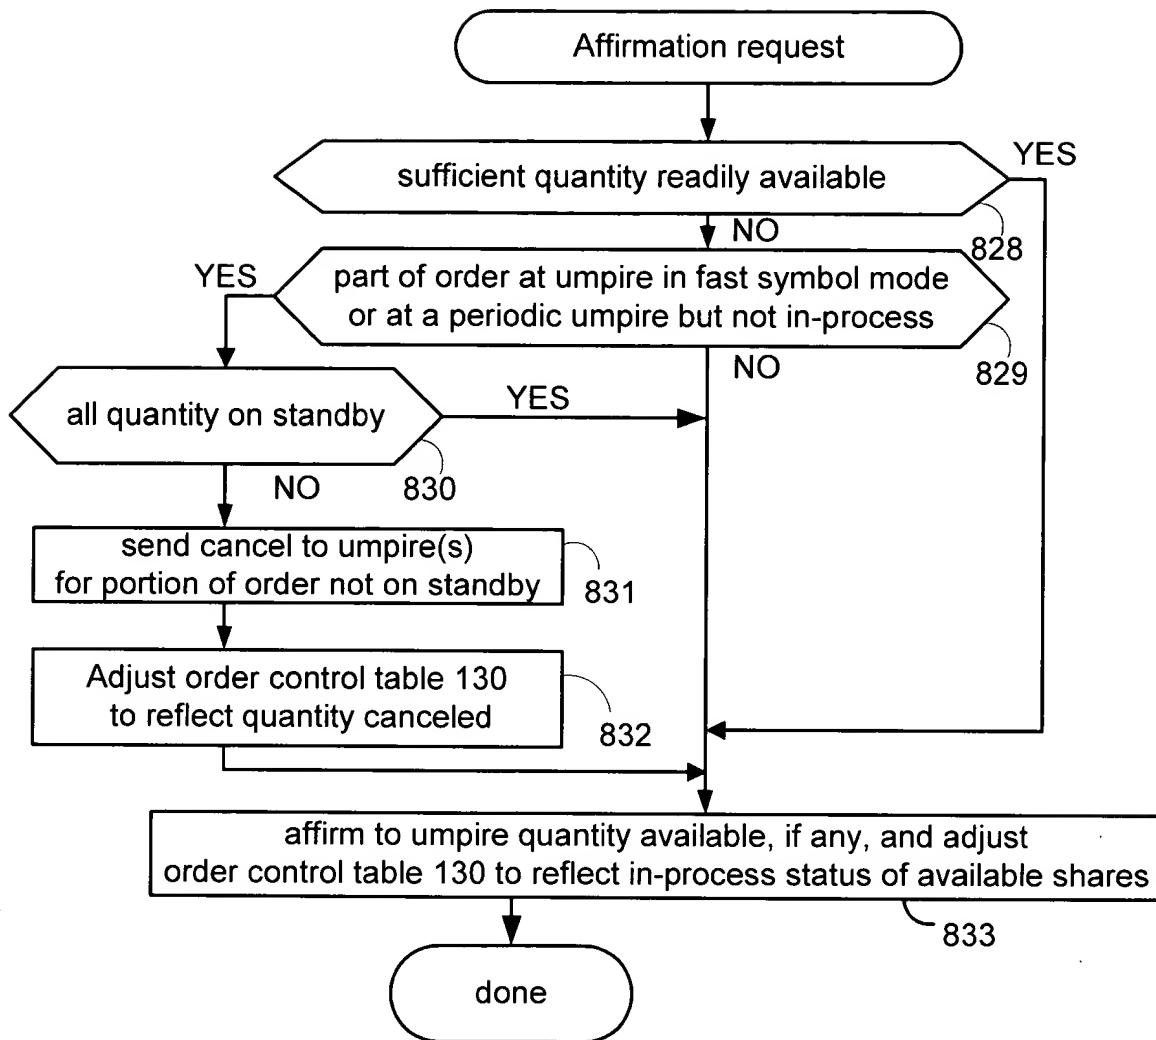 Affirmation request
sufficient quantity readily available
YES
828
NO
part of order at umpire in fast symbol mode
or at a periodic umpire but not in-process
YES
829
NO
all quantity on standby
YES
830
NO
send cancel to umpire(s)
for portion of order not on standby
831
Adjust order control table 130
to reflect quantity canceled
832
affirm to umpire quantity available, if any, and adjust
order control table 130 to reflect in-process status of available shares
833
done